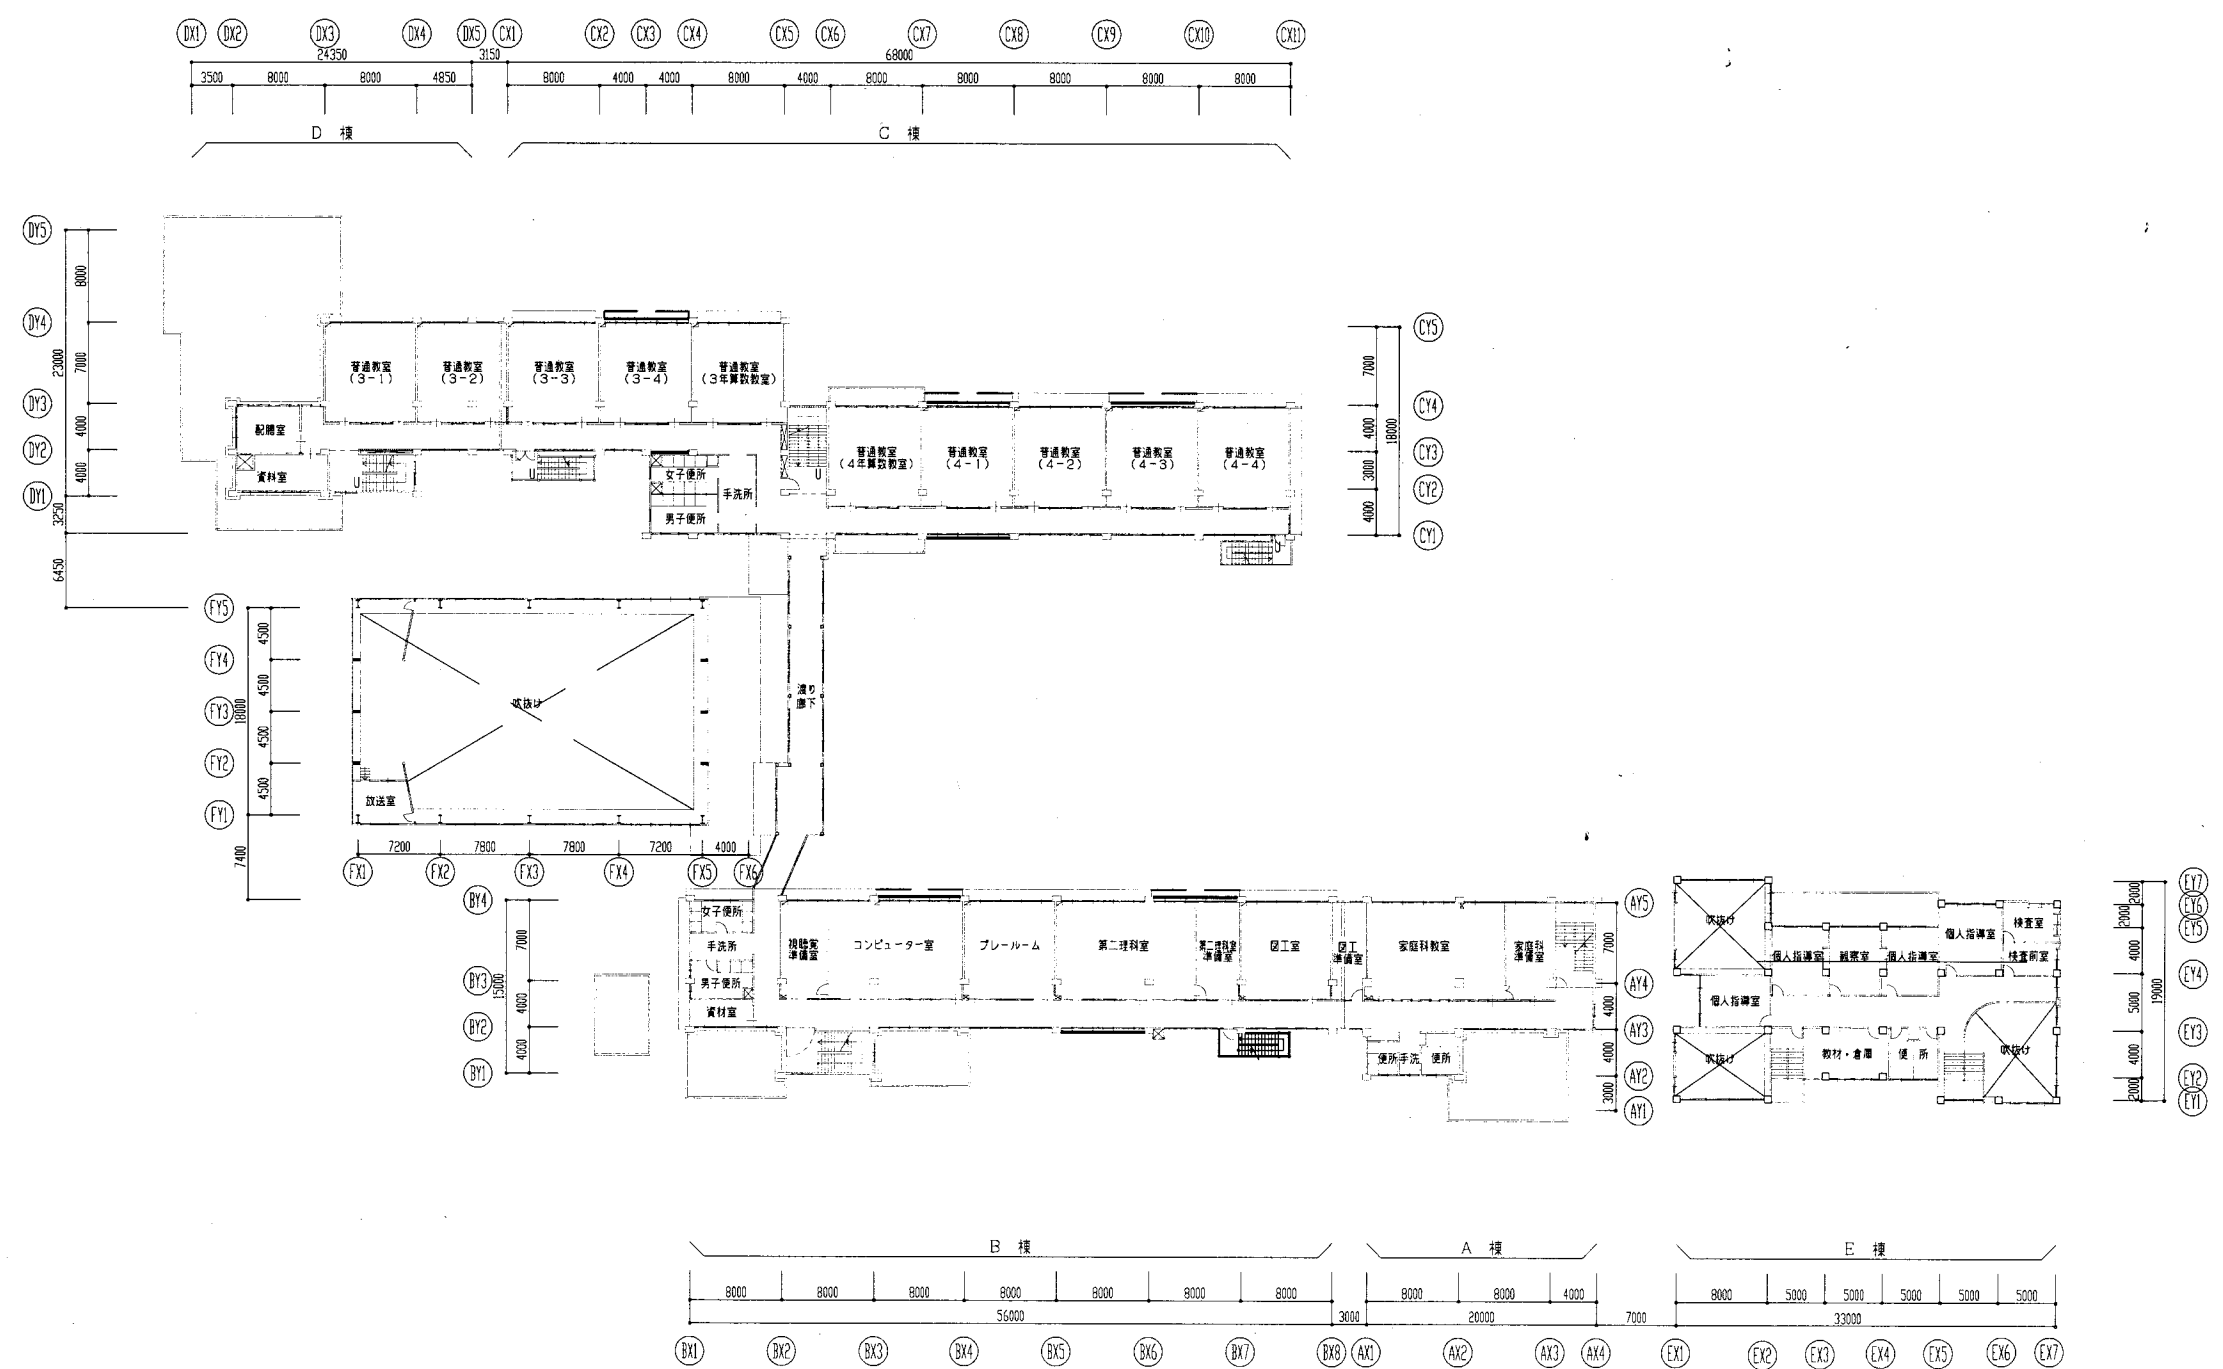 DX1 DX2 DX3 DX4 DX5 CX1 CX2 CX3 CX4 CX5 CX6 CX7 CX8 CX9 CX10 CX11
24350 3150 68000
3500 8000 8000 4850 8000 4000 4000 8000 4000 8000 8000 8000 8000 8000
D 棟 C 棟
DY5
8000
DY4
CY5
23000
7000
7000
普通教室
(3-1)
普通教室
(3-2)
普通教室
(3-3)
普通教室
(3-4)
普通教室
(3年算数教室)
DY3
CY4
4000
配膳室
4000
18000
DY2
CY3
普通教室
(4年算数教室)
普通教室
(4-1)
普通教室
(4-2)
普通教室
(4-3)
普通教室
(4-4)
4000
資料室
女子便所
手洗所
3000
U
U
U
DY1
CY2
3250
男子便所
4000
CY1
U
6450
FY5
4500
FY4
4500
18000
FY3
吹抜け
渡り
廊下
4500
FY2
4500
放送室
FY1
7400
7200 7800 7800 7200 4000
FX1 FX2 FX3 FX4 FX5 FX6
BY4
AY5
EY7
2000
EY6
2000
EY5
女子便所
7000
手洗所
視聴覚
準備室
コンピューター室
プレールーム
第二理科室
第二理科室
準備室
図工室
図工
準備室
家庭科教室
家庭科
準備室
7000
吹抜け
個人指導室
観察室
個人指導室
個人指導室
検査室
検査前室
4000
BY3
15000
男子便所
AY4
EY4
4000
資材室
4000
個人指導室
5000
19000
BY2
AY3
EY3
4000
便所
手洗
便所
4000
吹抜け
教材・倉庫
便 所
吹抜け
4000
BY1
AY2
EY2
3000
2000
AY1
EY1
B 棟 A 棟 E 棟
8000 8000 8000 8000 8000 8000 8000 8000 8000 4000 8000 5000 5000 5000 5000 5000
56000 3000 20000 7000 33000
BX1 BX2 BX3 BX4 BX5 BX6 BX7 BX8 AX1 AX2 AX3 AX4 EX1 EX2 EX3 EX4 EX5 EX6 EX7